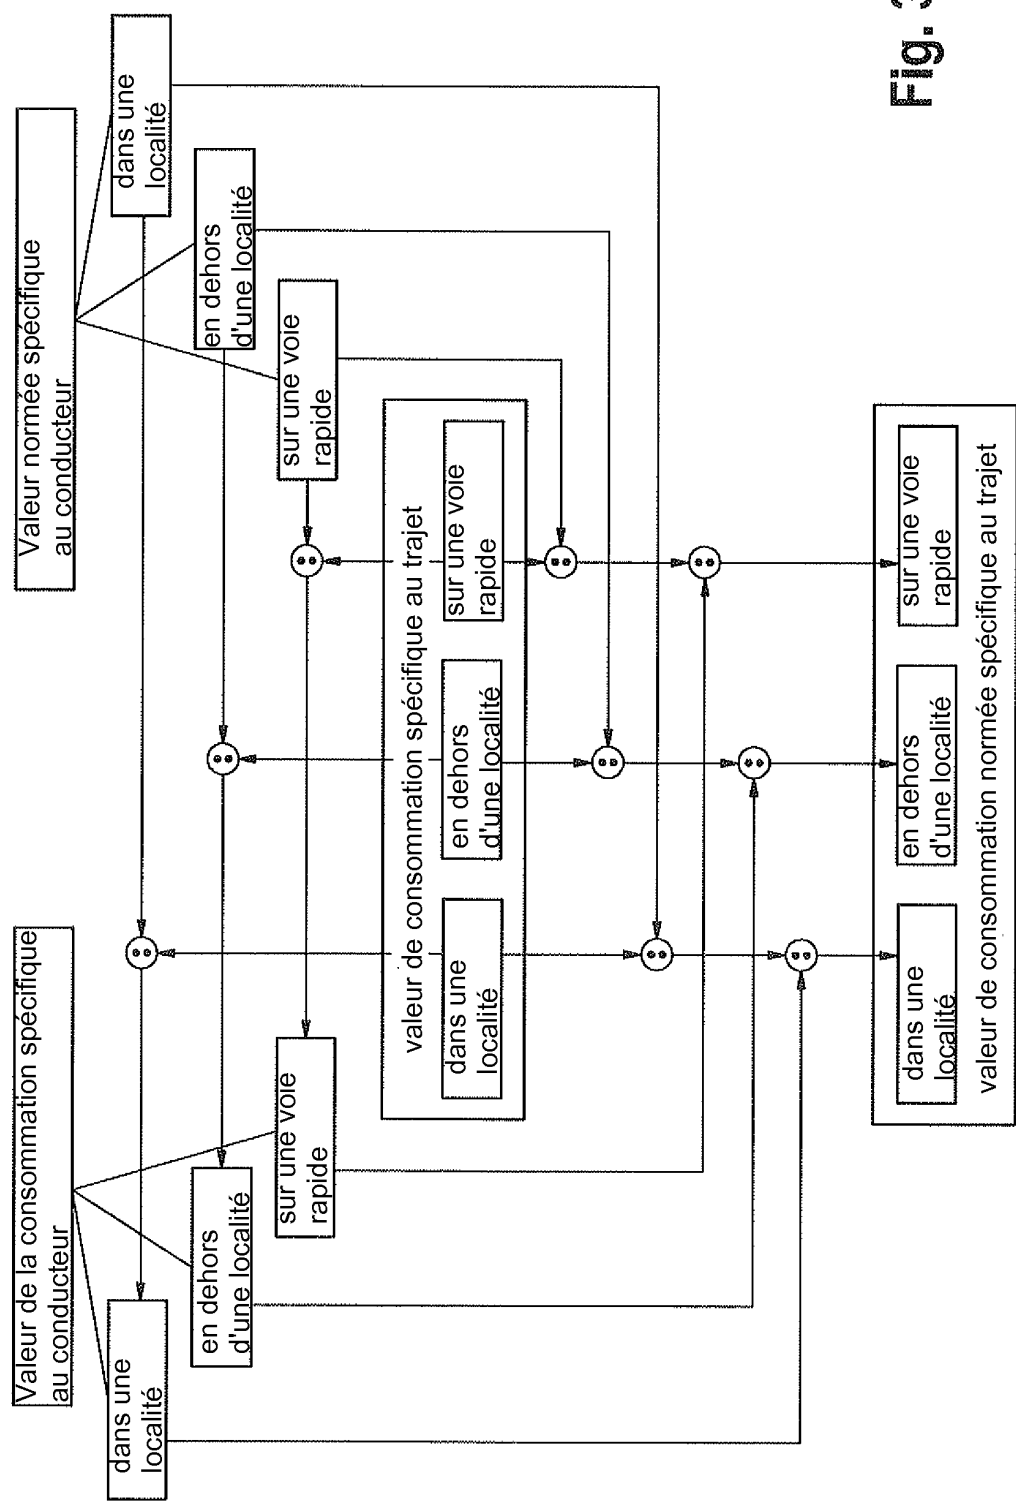 Valeur de la consommation spécifique
au conducteur
dans une
localité
en dehors
d'une localité
sur une voie
rapide
Valeur normée spécifique
au conducteur
dans une
localité
en dehors
d'une localité
sur une voie
rapide
valeur de consommation spécifique au trajet
dans une
localité
en dehors
d'une localité
sur une voie
rapide
dans une
localité
en dehors
d'une localité
sur une voie
rapide
valeur de consommation normée spécifique au trajet
Fig. 3